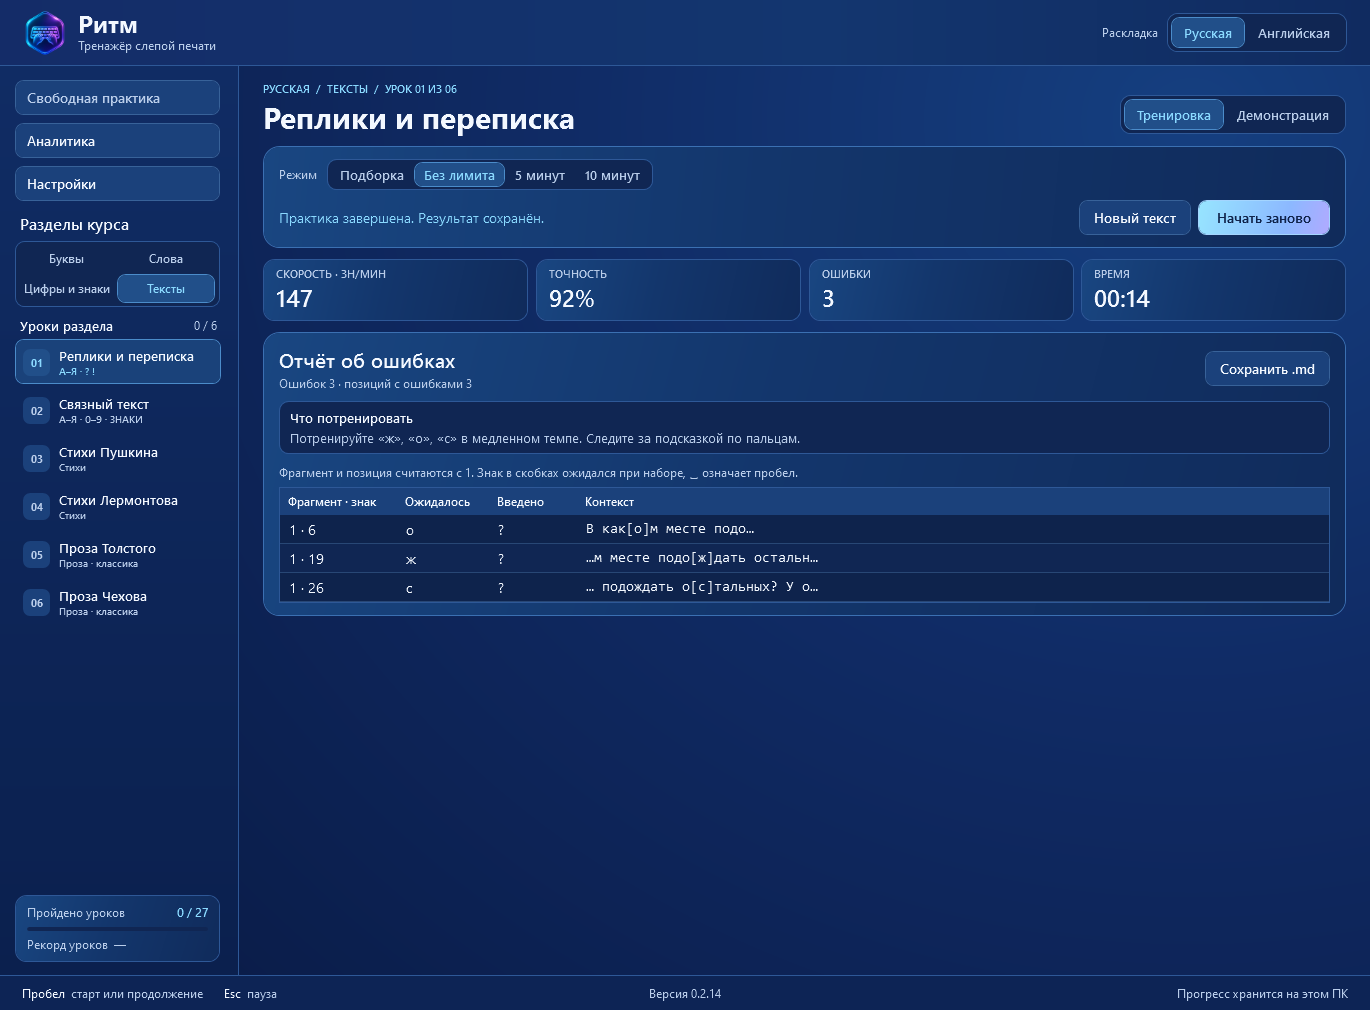 Ритм
Тренажёр слепой печати
Раскладка Русская Английская
Свободная практика
Аналитика
Настройки
Разделы курса
Буквы Слова
Цифры и знаки Тексты
Уроки раздела 0 / 6
01 Реплики и переписка
А–Я · ? !
02 Связный текст
А–Я · 0–9 · ЗНАКИ
03 Стихи Пушкина
Стихи
04 Стихи Лермонтова
Стихи
05 Проза Толстого
Проза · классика
06 Проза Чехова
Проза · классика
Пройдено уроков 0 / 27
Рекорд уроков —
РУССКАЯ / ТЕКСТЫ / УРОК 01 ИЗ 06
Реплики и переписка
Тренировка Демонстрация
Режим Подборка Без лимита 5 минут 10 минут
Практика завершена. Результат сохранён.
Новый текст Начать заново
СКОРОСТЬ · ЗН/МИН
147
ТОЧНОСТЬ
92%
ОШИБКИ
3
ВРЕМЯ
00:14
Отчёт об ошибках
Ошибок 3 · позиций с ошибками 3
Сохранить .md
Что потренировать
Потренируйте «ж», «о», «с» в медленном темпе. Следите за подсказкой по пальцам.
Фрагмент и позиция считаются с 1. Знак в скобках ожидался при наборе, ⎵ означает пробел.
Фрагмент · знак Ожидалось Введено Контекст
1 · 6 о ? В как[о]м месте подо…
1 · 19 ж ? …м месте подо[ж]дать остальн…
1 · 26 с ? … подождать о[с]тальных? У о…
Пробел старт или продолжение Esc пауза
Версия 0.2.14
Прогресс хранится на этом ПК